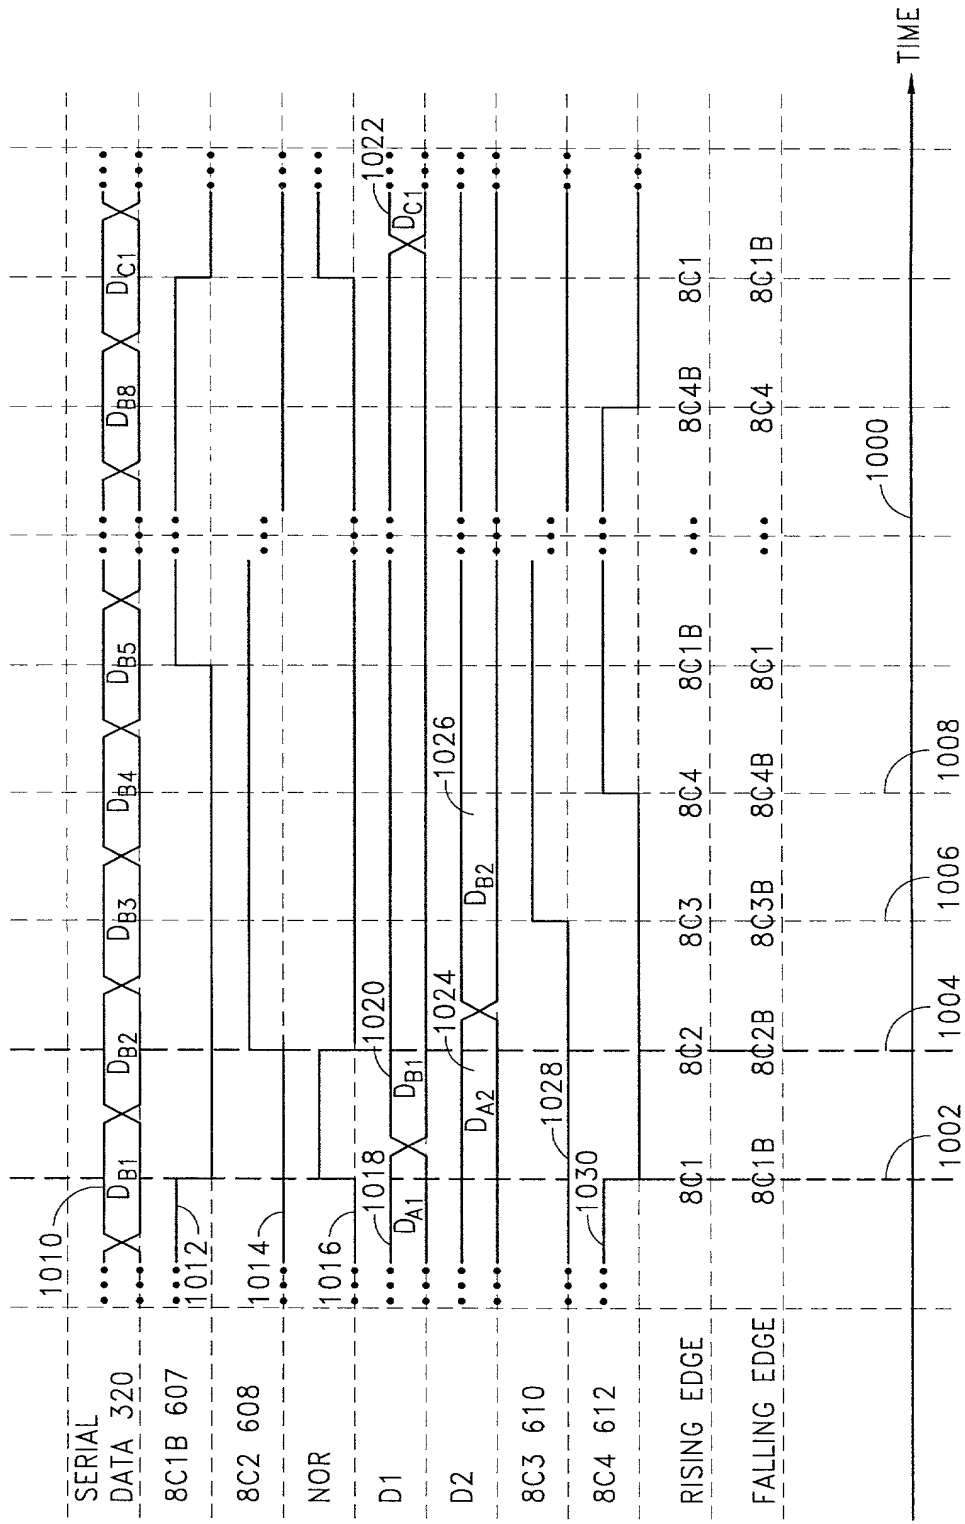 SERIAL
DATA 320
1010
D_B1
D_B2
D_B3
D_B4
D_B5
D_B8
D_C1
8C1B 607
1012
8C2 608
1014
NOR
1016
D1
1018
D_A1
1020
D_B1
D_C1
1022
D2
D_A2
1024
D_B2
1026
8C3 610
1028
8C4 612
1030
RISING EDGE
8C1
8C2
8C3
8C4
8C1B
8C4B
8C1
FALLING EDGE
8C1B
8C2B
8C3B
8C4B
8C1
8C4
8C1B
1002
1004
1006
1008
1000
TIME